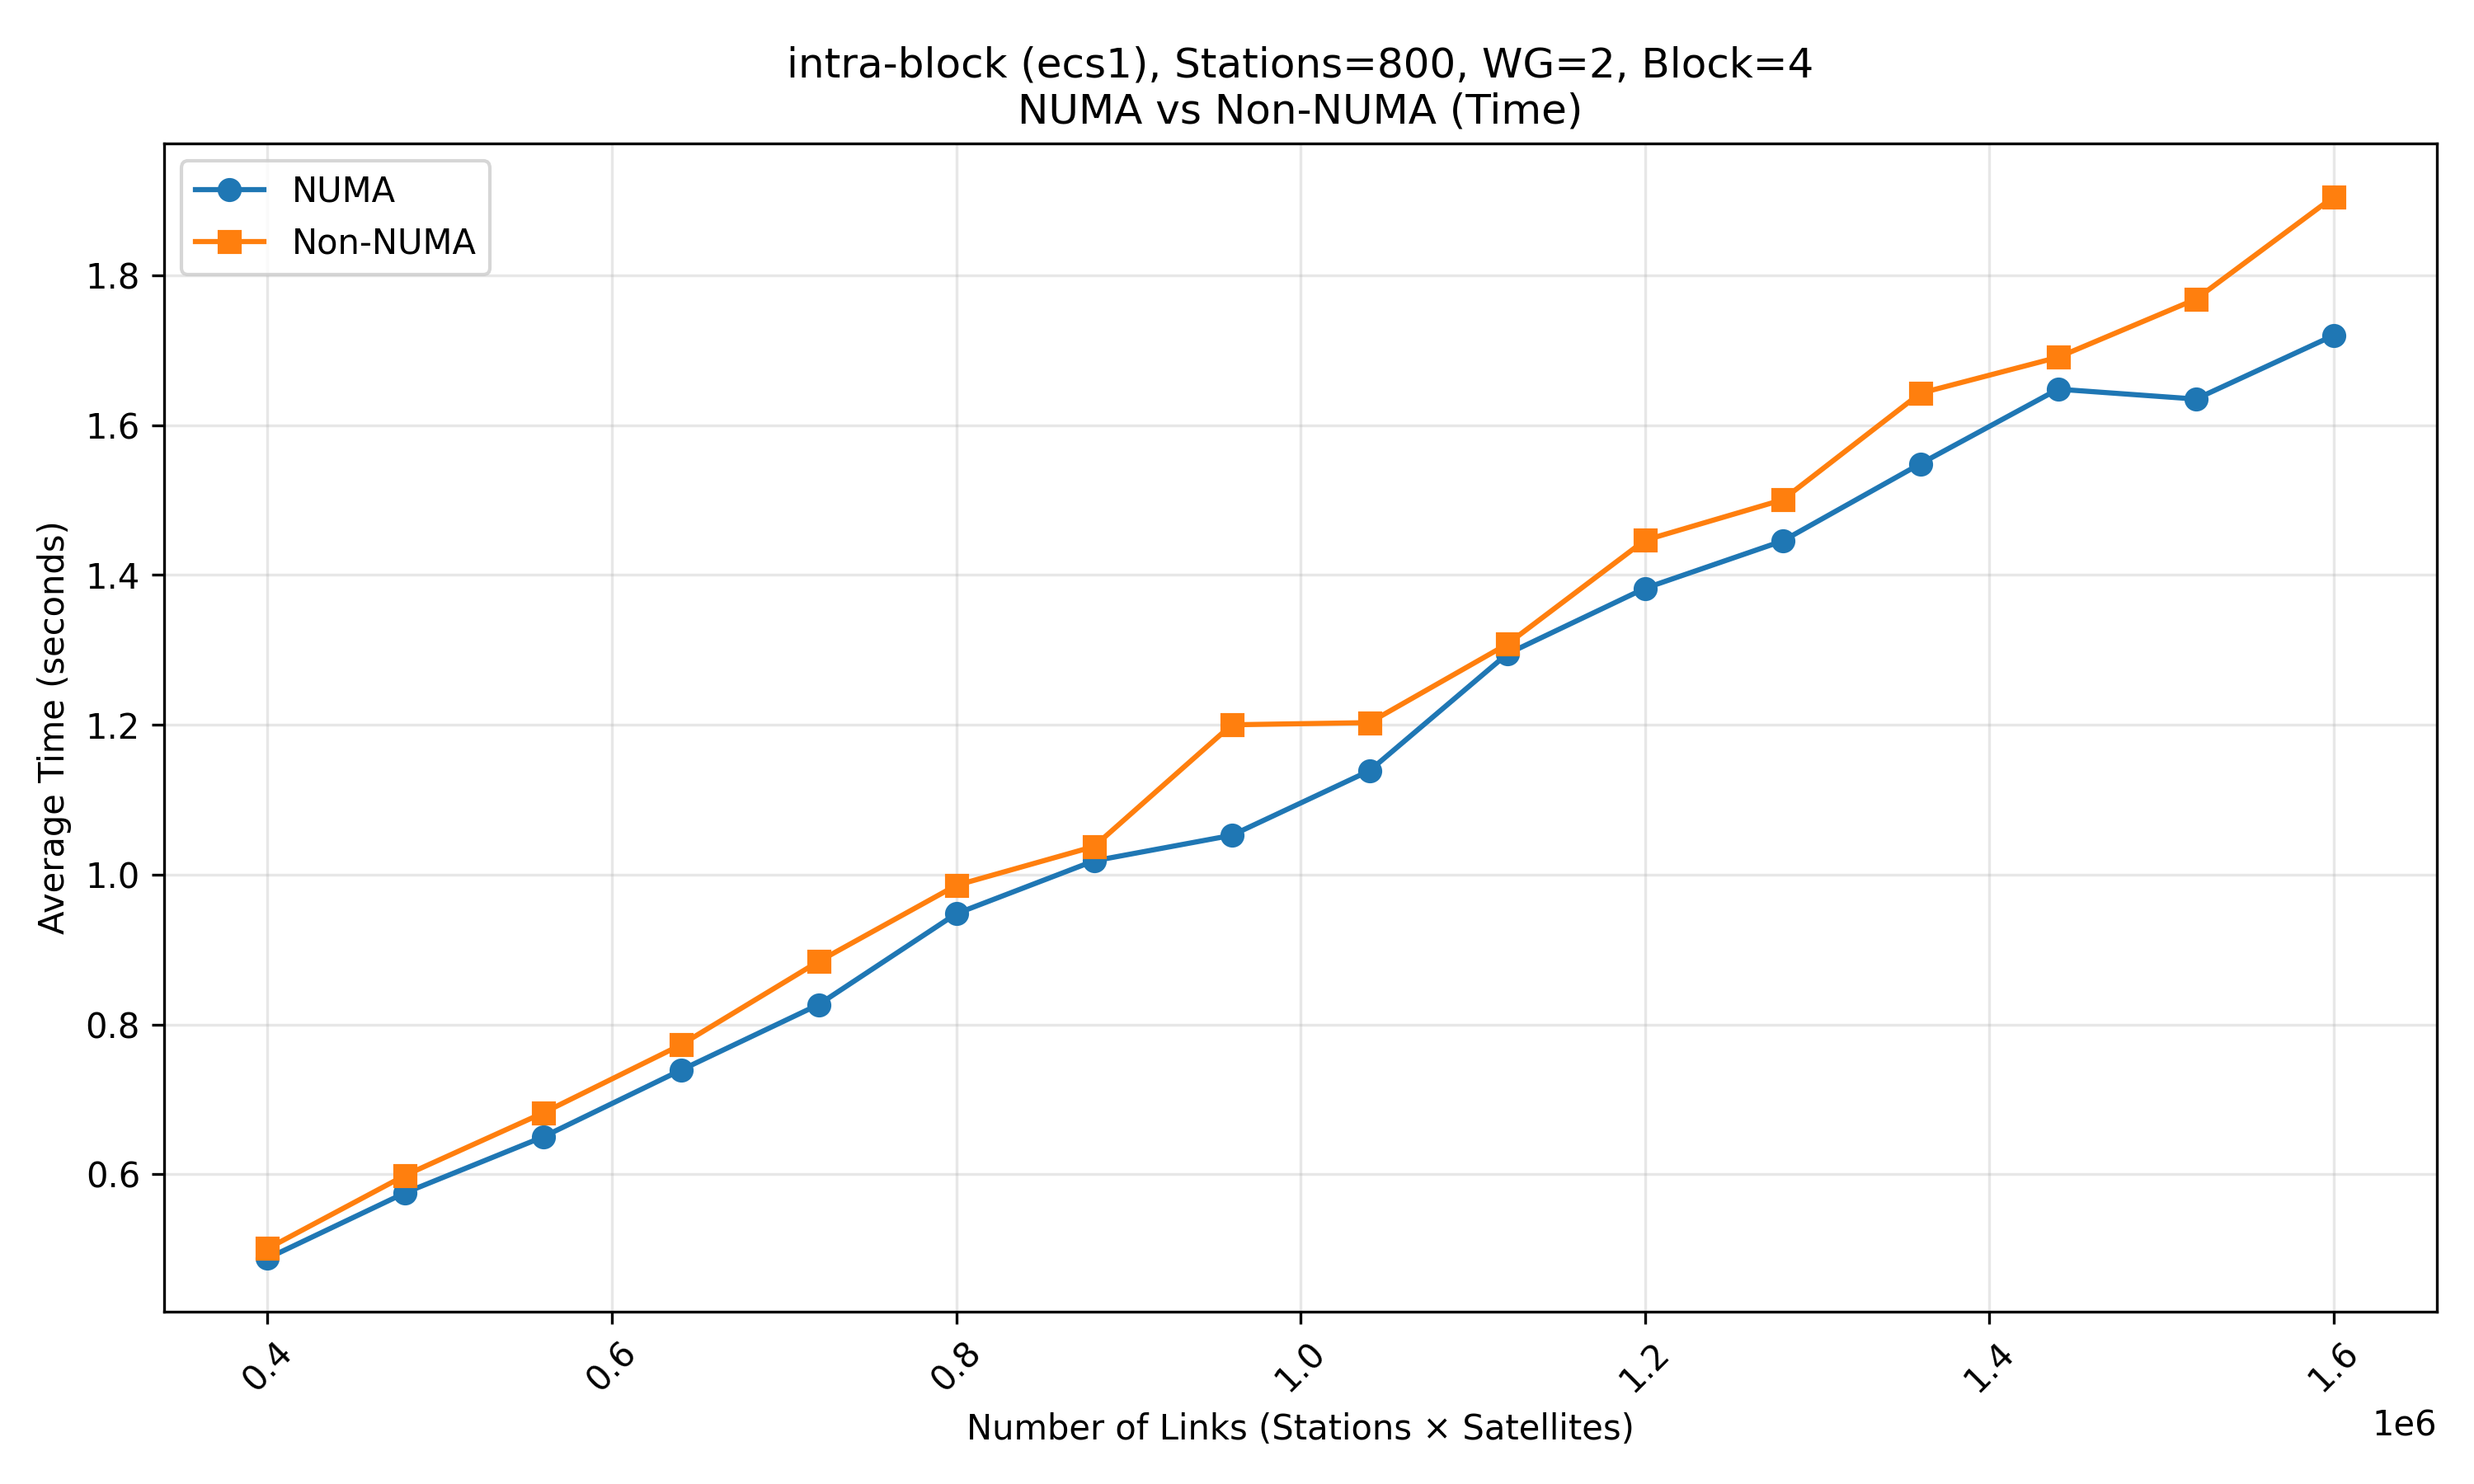 intra-block (ecs1), Stations=800, WG=2, Block=4
NUMA vs Non-NUMA (Time)
NUMA
Non-NUMA
Average Time (seconds)
1.8
1.6
1.4
1.2
1.0
0.8
0.6
0.4
0.6
0.8
1.0
1.2
1.4
1.6
1e6
Number of Links (Stations × Satellites)